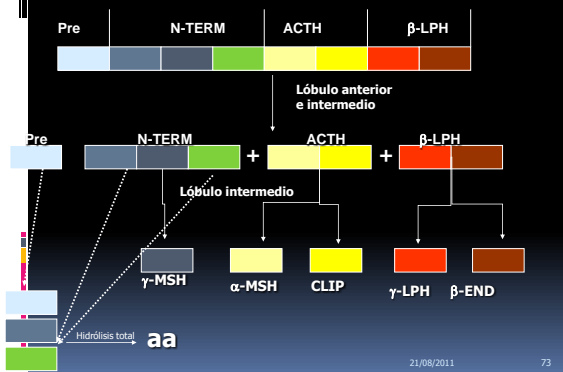 Pre N-TERM ACTH β-LPH
Lóbulo anterior
e intermedio
Pre N-TERM ACTH β-LPH
+ +
Lóbulo intermedio
γ-MSH α-MSH CLIP γ-LPH β-END
Hidrólisis total aa
21/08/2011 73